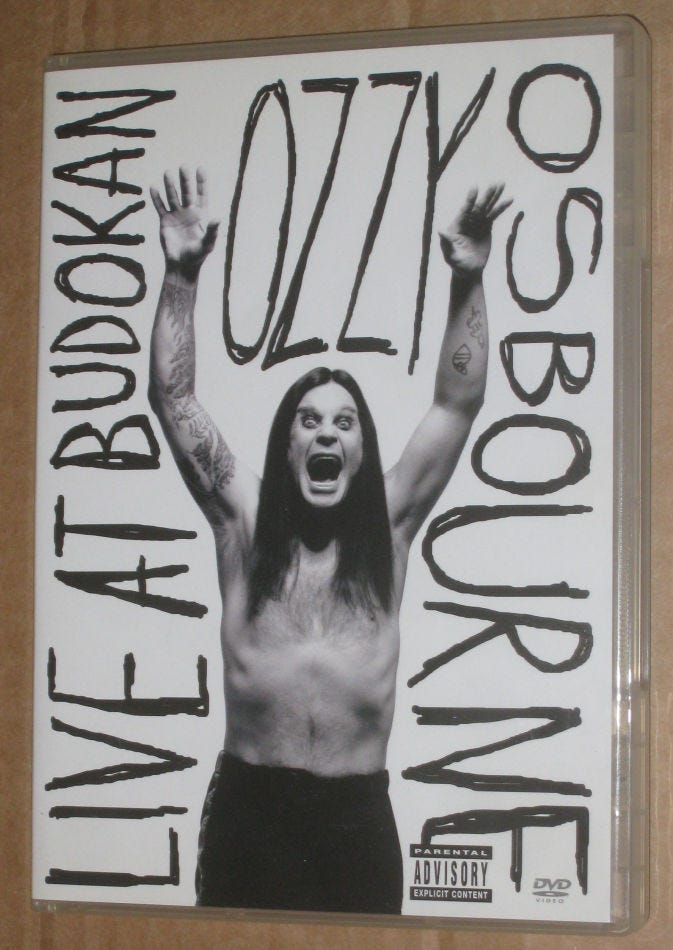 LIVE AT BUDOKAN
OZZY
OSBOURNE
PARENTAL
ADVISORY
EXPLICIT CONTENT
DVD
VIDEO